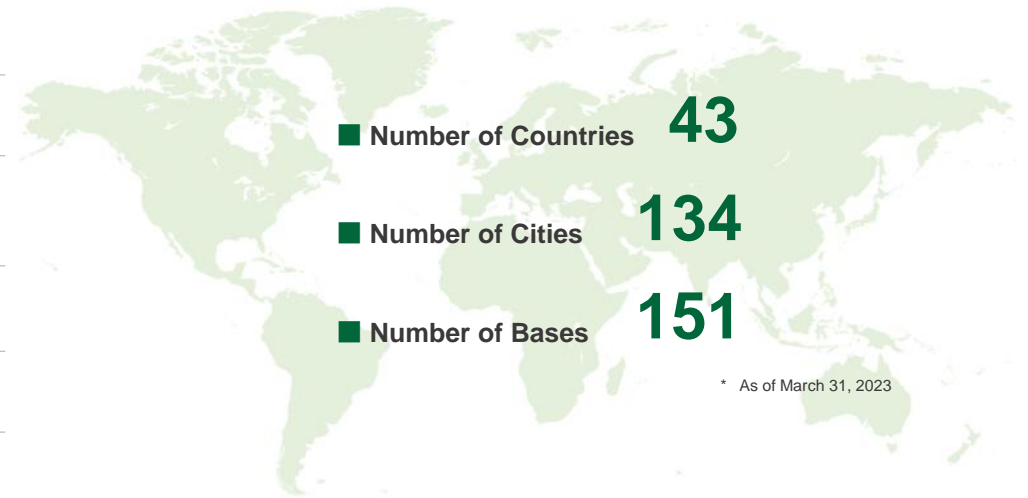 ■ Number of Countries 43
■ Number of Cities 134
■ Number of Bases 151
* As of March 31, 2023